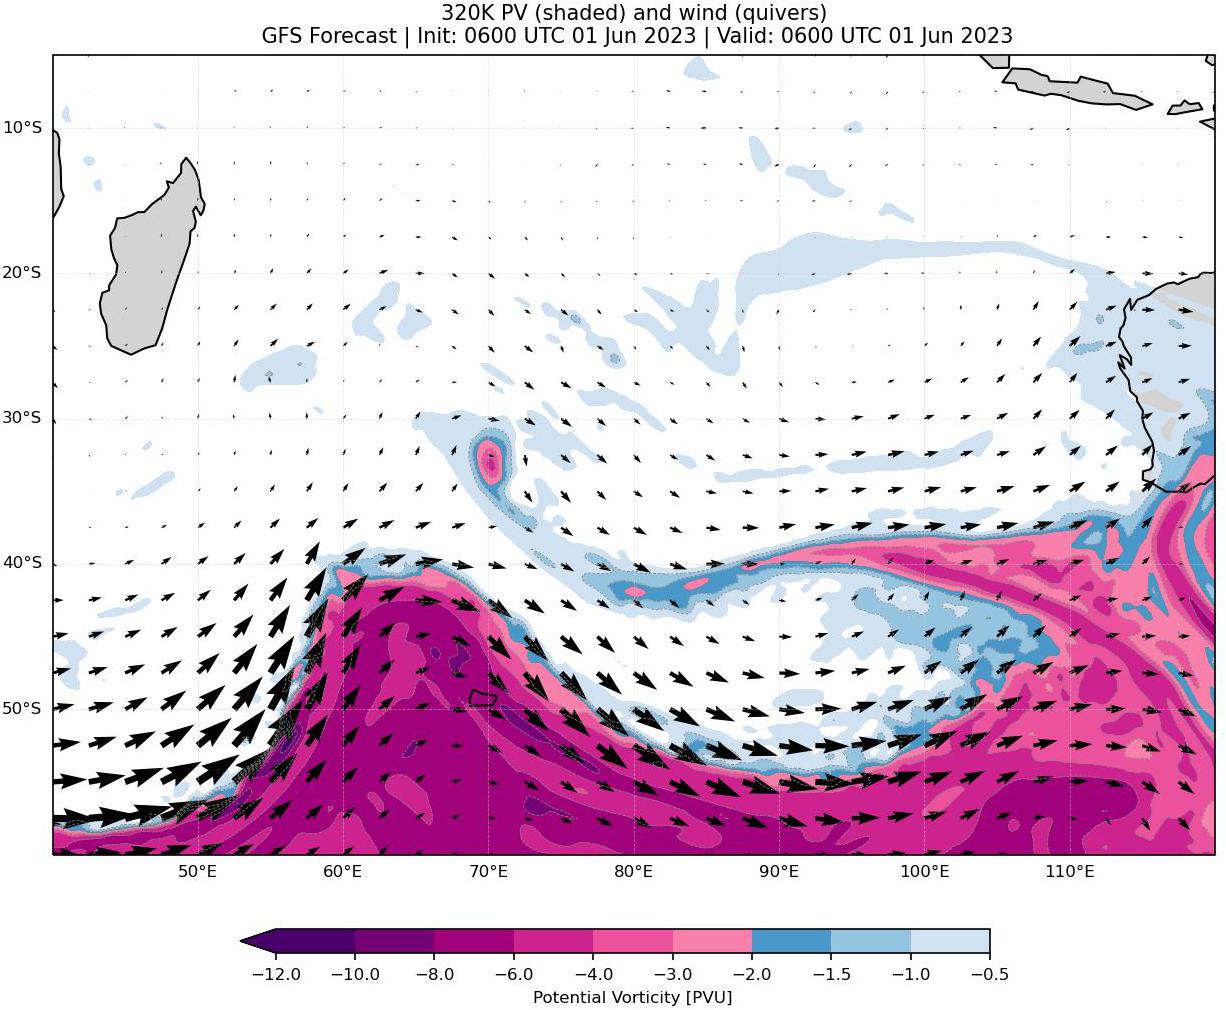 320K PV (shaded) and wind (quivers)
GFS Forecast | Init: 0600 UTC 01 Jun 2023 | Valid: 0600 UTC 01 Jun 2023
10°S
20°S
30°S
40°S
50°S
50°E 60°E 70°E 80°E 90°E 100°E 110°E
−12.0 −10.0 −8.0 −6.0 −4.0 −3.0 −2.0 −1.5 −1.0 −0.5
Potential Vorticity [PVU]